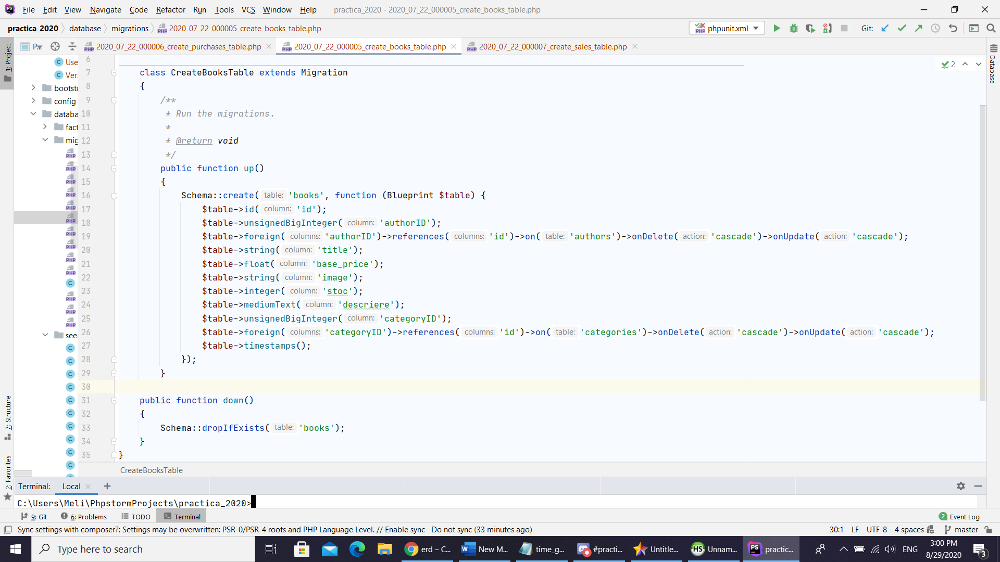 File Edit View Navigate Code Refactor Run Tools VCS Window Help practica_2020 - 2020_07_22_000005_create_books_table.php
practica_2020 database migrations 2020_07_22_000005_create_books_table.php phpunit.xml Git:
P... 2020_07_22_000006_create_purchases_table.php 2020_07_22_000005_create_books_table.php 2020_07_22_000007_create_sales_table.php
1: Project
7: Structure
2: Favorites
Database
2
Use
Ver
bootstr
config
databa
fact
mig
see
6
7 class CreateBooksTable extends Migration
8 {
9 /**
10 * Run the migrations.
11 *
12 * @return void
13 */
14 public function up()
15 {
16 Schema::create( table: 'books', function (Blueprint $table) {
17 $table->id( column: 'id');
18 $table->unsignedBigInteger( column: 'authorID');
19 $table->foreign( columns: 'authorID')->references( columns: 'id')->on( table: 'authors')->onDelete( action: 'cascade')->onUpdate( action: 'cascade');
20 $table->string( column: 'title');
21 $table->float( column: 'base_price');
22 $table->string( column: 'image');
23 $table->integer( column: 'stoc');
24 $table->mediumText( column: 'descriere');
25 $table->unsignedBigInteger( column: 'categoryID');
26 $table->foreign( columns: 'categoryID')->references( columns: 'id')->on( table: 'categories')->onDelete( action: 'cascade')->onUpdate( action: 'cascade');
27 $table->timestamps();
28 });
29 }
30
31 public function down()
32 {
33 Schema::dropIfExists( table: 'books');
34 }
35 }
CreateBooksTable
Terminal: Local +
C:\Users\Meli\PhpstormProjects\practica_2020>
9: Git 6: Problems TODO Terminal 2 Event Log
Sync settings with composer?: Settings may be overwritten: PSR-0/PSR-4 roots and PHP Language Level. // Enable sync Do not sync (33 minutes ago) 30:1 LF UTF-8 4 spaces master
Type here to search erd – C... New M... time_g... #practi... Untitle... Unnam... practic... ENG 3:00 PM
8/29/2020 3